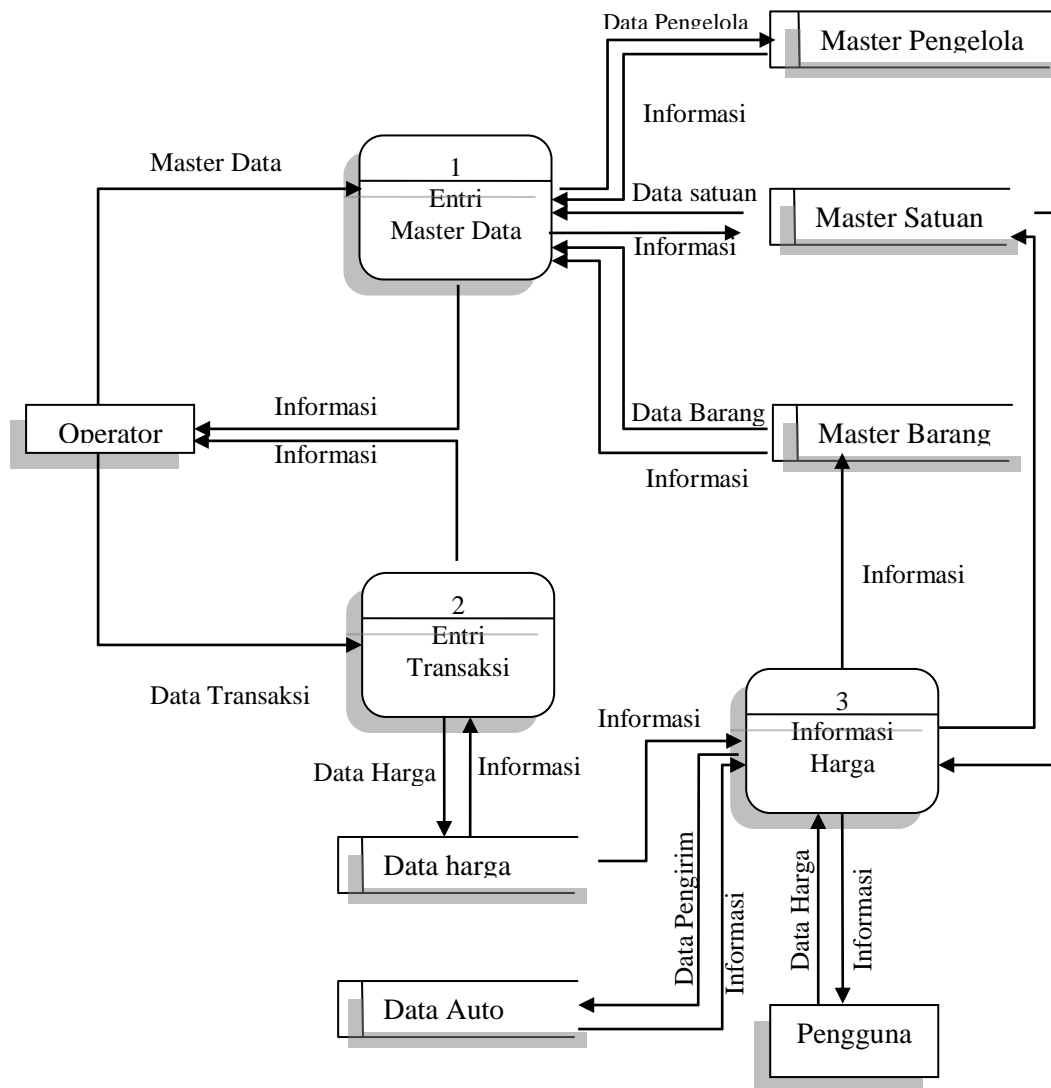 Data Pengelola
Master Pengelola
Informasi
Master Data
1
Entri
Master Data
Data satuan
Master Satuan
Informasi
Informasi
Data Barang
Operator
Master Barang
Informasi
Informasi
Informasi
2
Entri
Transaksi
Data Transaksi
3
Informasi
Informasi
Harga
Data Harga
Informasi
Data harga
Data Pengirim
Informasi
Data Harga
Informasi
Data Auto
Pengguna